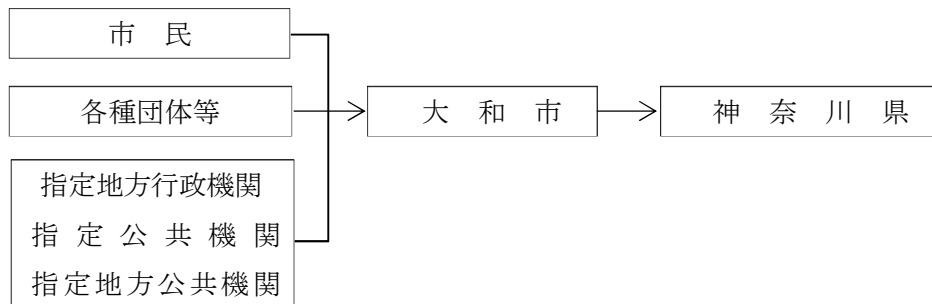 市民
各種団体等
指定地方行政機関
指定公共機関
指定地方公共機関
大和市
神奈川県